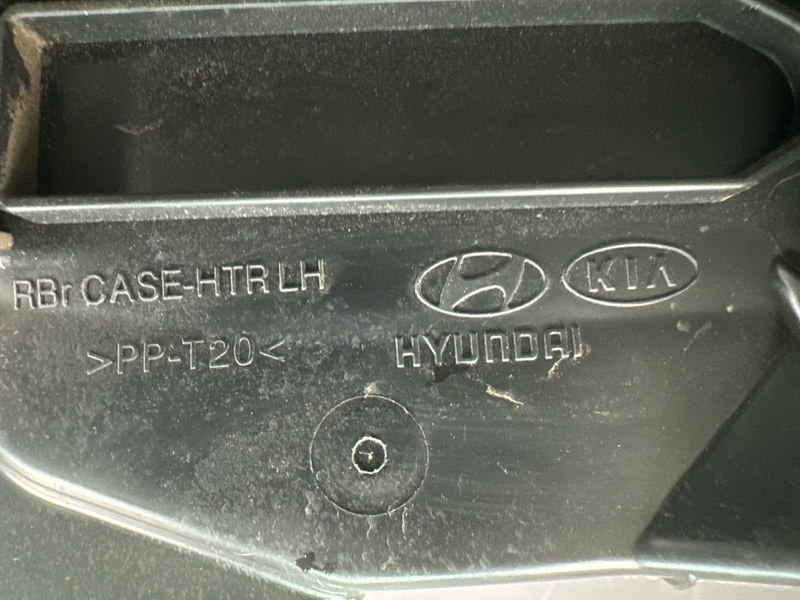 RBr CASE-HTR LH
KIA
>PP-T20<
HYUNDAI